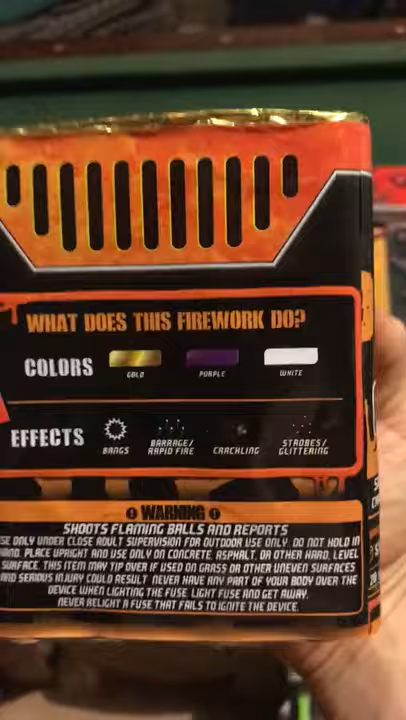 WHAT DOES THIS FIREWORK DO?
COLORS
GOLD PURPLE WHITE
EFFECTS
BANGS BARRAGE/ RAPID FIRE CRACKLING STROBES/ GLITTERING
WARNING
SHOOTS FLAMING BALLS AND REPORTS
SE ONLY UNDER CLOSE ADULT SUPERVISION FOR OUTDOOR USE ONLY. DO NOT HOLD IN
HAND. PLACE UPRIGHT AND USE ONLY ON CONCRETE, ASPHALT, OR OTHER HARD, LEVEL
SURFACE. THIS ITEM MAY TIP OVER IF USED ON GRASS OR OTHER UNEVEN SURFACES
AND SERIOUS INJURY COULD RESULT. NEVER HAVE ANY PART OF YOUR BODY OVER THE
DEVICE WHEN LIGHTING THE FUSE. LIGHT FUSE AND GET AWAY.
NEVER RELIGHT A FUSE THAT FAILS TO IGNITE THE DEVICE.